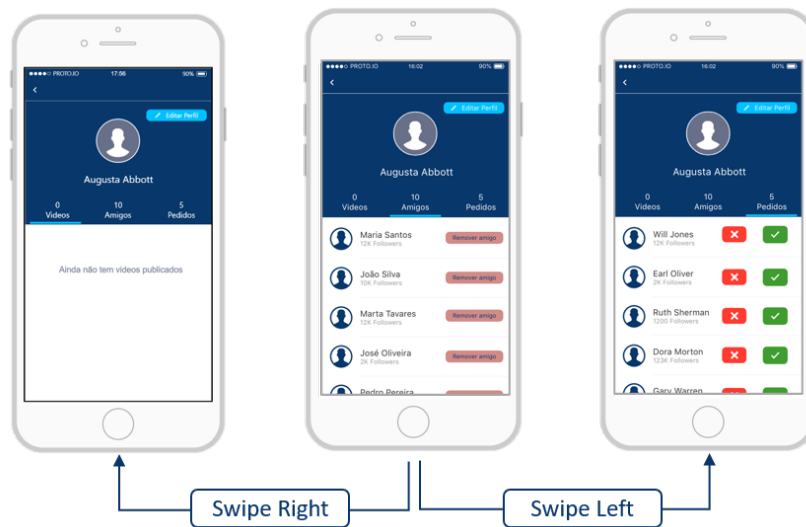 ●●●●○ PROTO.IO 17:56 90%
Editar Perfil
Augusta Abbott
0 10 5
Videos Amigos Pedidos
Ainda não tem videos publicados
●●●●○ PROTO.IO 16:02 90%
Editar Perfil
Augusta Abbott
0 10 5
Videos Amigos Pedidos
Maria Santos
12K Followers
Remover amigo
João Silva
10K Followers
Remover amigo
Marta Tavares
12K Followers
Remover amigo
José Oliveira
2K Followers
Remover amigo
Pedro Pereira
●●●●○ PROTO.IO 16:02 90%
Editar Perfil
Augusta Abbott
0 10 5
Videos Amigos Pedidos
Will Jones
12K Followers
Earl Oliver
2K Followers
Ruth Sherman
1200 Followers
Dora Morton
123K Followers
Gary Warren
Swipe Right
Swipe Left